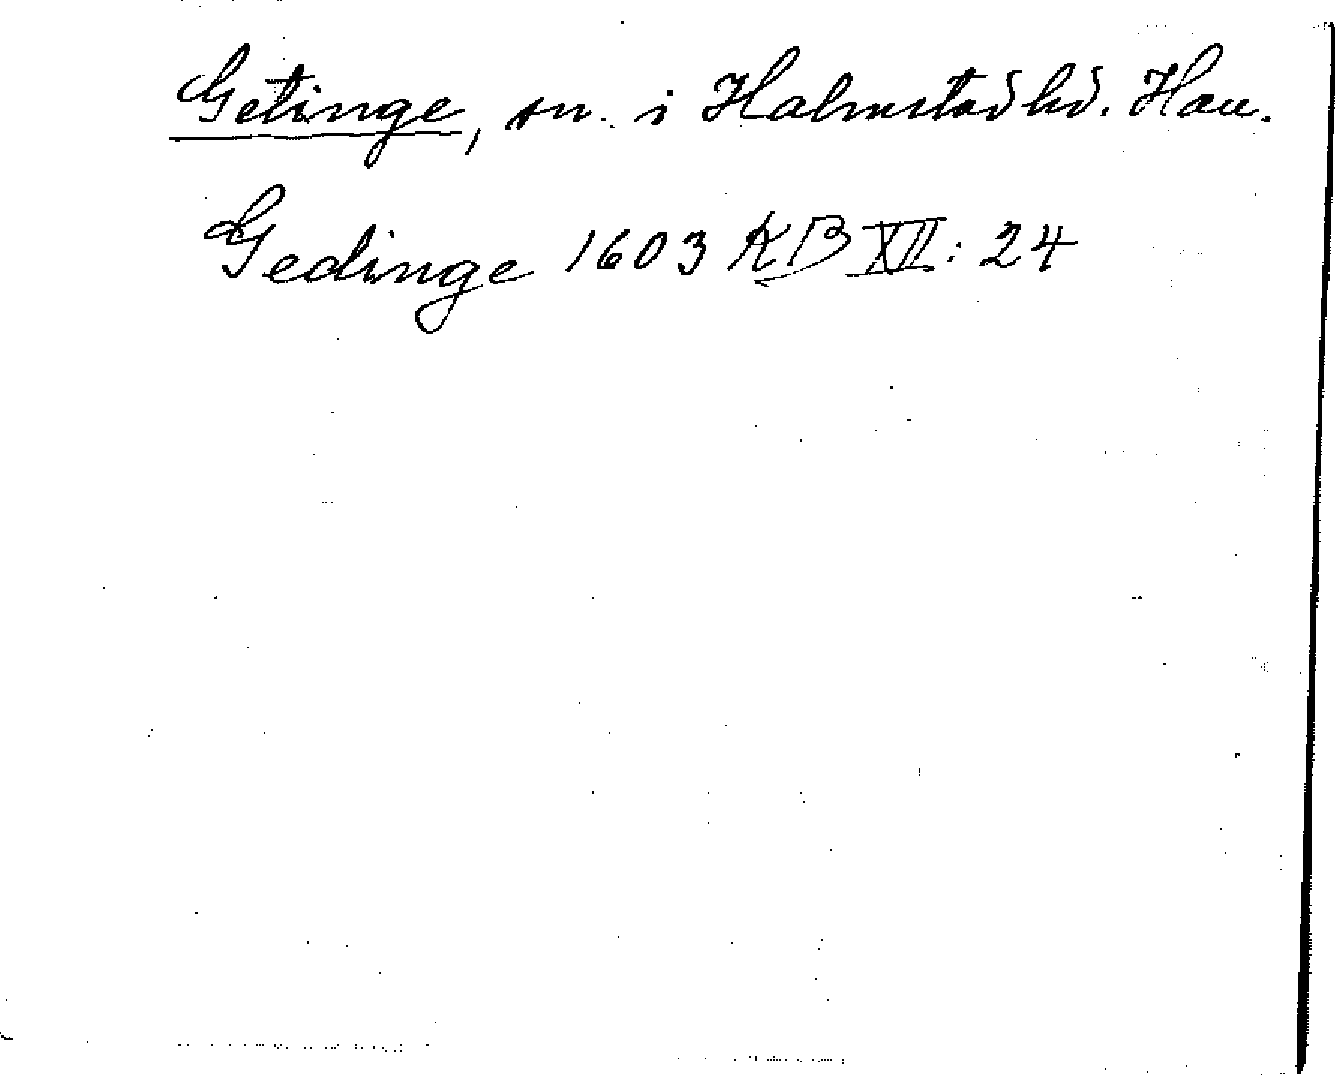 Getinge, sn. i Halmstad hd. Hall.
Gedinge 1603 KB XII: 24